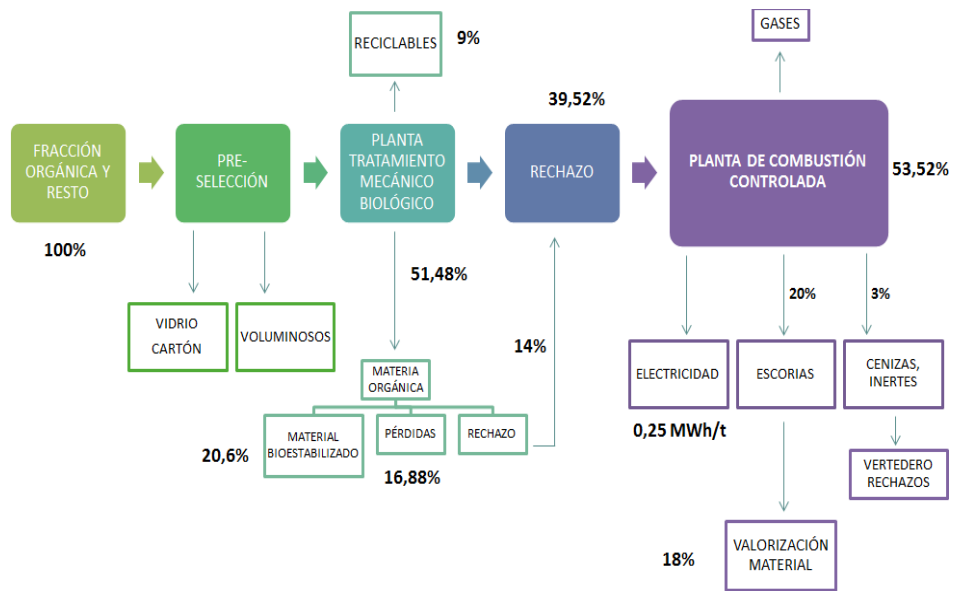 GASES
RECICLABLES
9%
39,52%
FRACCIÓN
ORGÁNICA Y
RESTO
PRE-
SELECCIÓN
PLANTA
TRATAMIENTO
MECÁNICO
BIOLÓGICO
RECHAZO
PLANTA DE COMBUSTIÓN
CONTROLADA
53,52%
100%
51,48%
VIDRIO
CARTÓN
VOLUMINOSOS
14%
20%
3%
MATERIA
ORGÁNICA
ELECTRICIDAD
ESCORIAS
CENIZAS,
INERTES
0,25 MWh/t
20,6%
MATERIAL
BIOESTABILIZADO
PÉRDIDAS
RECHAZO
16,88%
VERTEDERO
RECHAZOS
18%
VALORIZACIÓN
MATERIAL